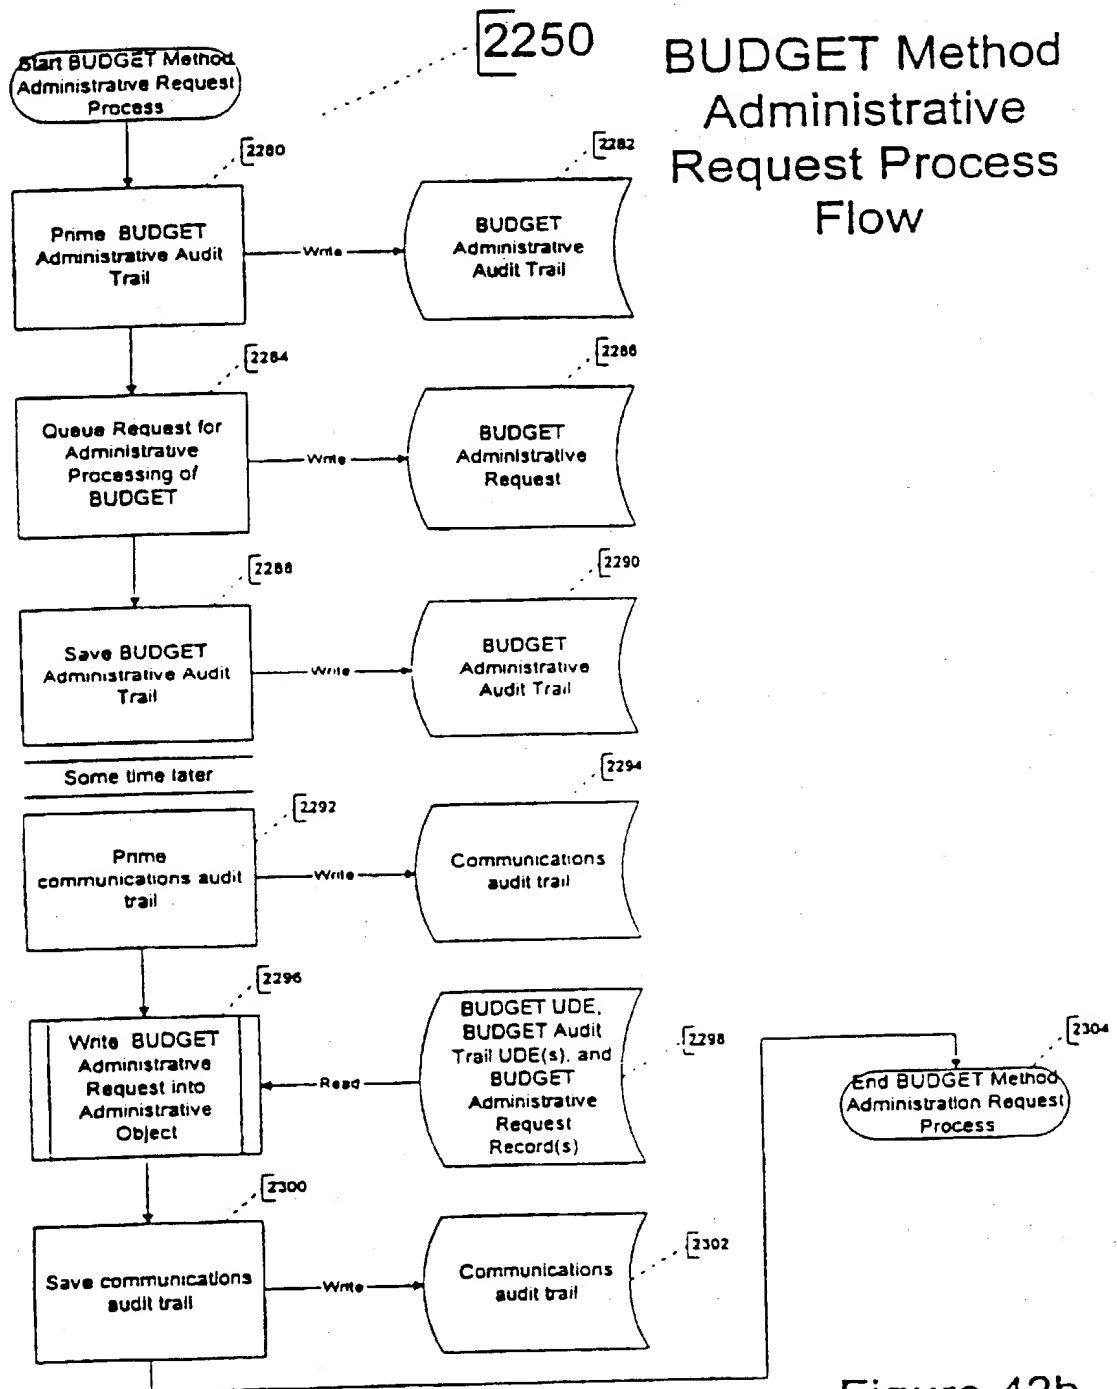 2250
BUDGET Method
Administrative
Request Process
Flow
Start BUDGET Method
Administrative Request
Process
2280
Prime BUDGET
Administrative Audit
Trail
Write
2282
BUDGET
Administrative
Audit Trail
2284
Queue Request for
Administrative
Processing of
BUDGET
Write
2286
BUDGET
Administrative
Request
2288
Save BUDGET
Administrative Audit
Trail
Write
2290
BUDGET
Administrative
Audit Trail
Some time later
2292
Prime
communications audit
trail
Write
2294
Communications
audit trail
2296
Write BUDGET
Administrative
Request into
Administrative
Object
Read
2298
BUDGET UDE,
BUDGET Audit
Trail UDE(s), and
BUDGET
Administrative
Request
Record(s)
2300
Save communications
audit trail
Write
2302
Communications
audit trail
2304
End BUDGET Method
Administration Request
Process
Figure 42b